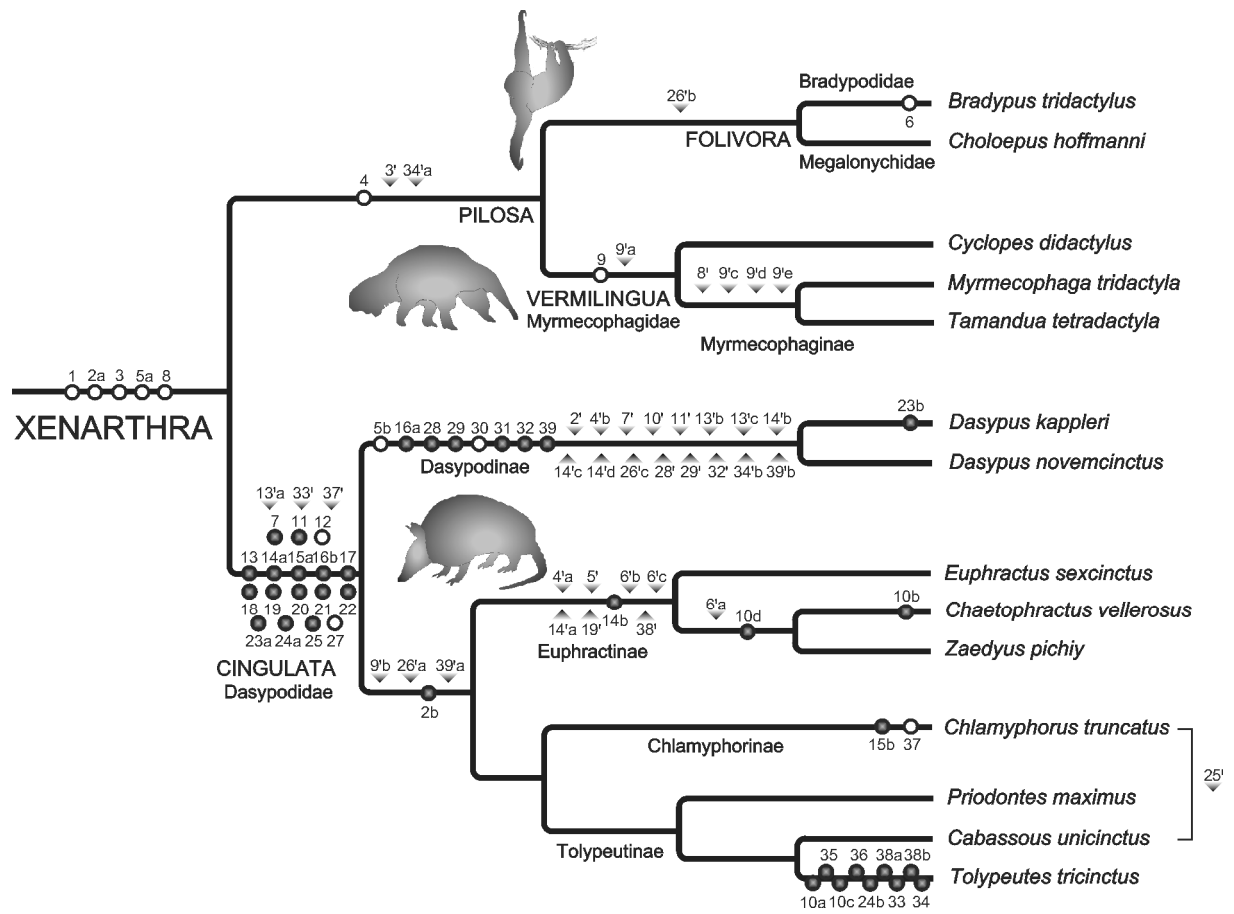 Bradypodidae
26'b
Bradypus tridactylus
6
FOLIVORA
Choloepus hoffmanni
Megalonychidae
4 3' 34'a
PILOSA
Cyclopes didactylus
9 9'a
8' 9'c 9'd 9'e
Myrmecophaga tridactyla
VERMILINGUA
Myrmecophagidae
Tamandua tetradactyla
Myrmecophaginae
1 2a 3 5a 8
XENARTHRA
23b
5b 16a 28 29 30 31 32 39
2' 4'b 7' 10' 11' 13'b 13'c 14'b
Dasypus kappleri
Dasypodinae
14'c 14'd 26'c 28' 29' 32' 34'b 39'b
Dasypus novemcinctus
13'a 33' 37'
7 11 12
13 14a 15a 16b 17
18 19 20 21 22
23a 24a 25 27
CINGULATA
Dasypodidae
4'a 5' 6'b 6'c
Euphractus sexcinctus
14'a 19' 14b 38'
Euphractinae
6'a 10d
10b
Chaetophractus vellerosus
Zaedyus pichiy
9'b 26'a 39'a
2b
Chlamyphorus truncatus
Chlamyphorinae
15b 37
25'
Priodontes maximus
Cabassous unicinctus
Tolypeutinae
35 36 38a 38b
Tolypeutes tricinctus
10a 10c 24b 33 34